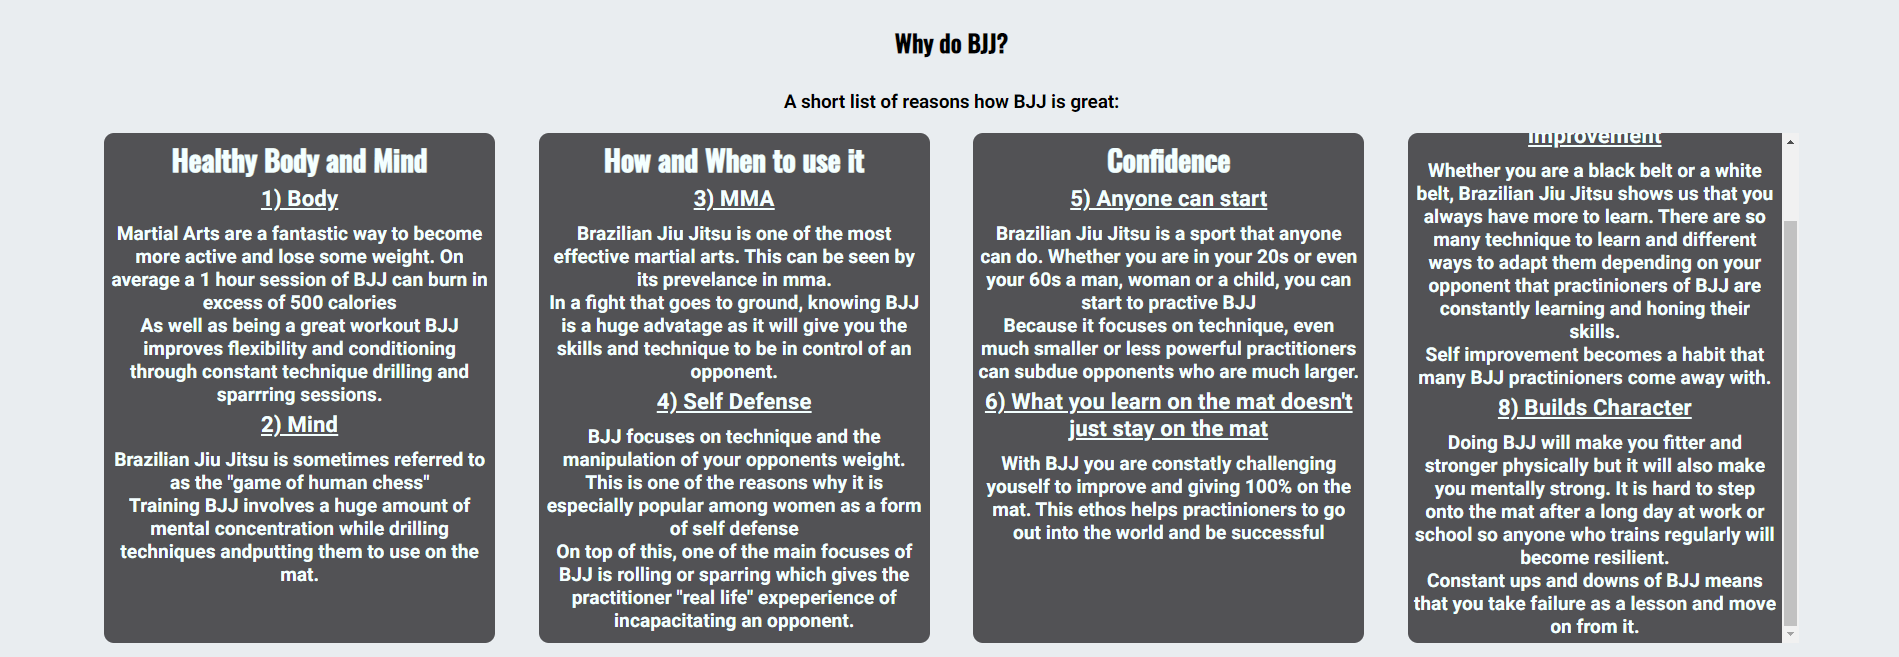 Why do BJJ?
A short list of reasons how BJJ is great:
Healthy Body and Mind
1) Body
Martial Arts are a fantastic way to become
more active and lose some weight. On
average a 1 hour session of BJJ can burn in
excess of 500 calories
As well as being a great workout BJJ
improves flexibility and conditioning
through constant technique drilling and
sparrring sessions.
2) Mind
Brazilian Jiu Jitsu is sometimes referred to
as the "game of human chess"
Training BJJ involves a huge amount of
mental concentration while drilling
techniques andputting them to use on the
mat.
How and When to use it
3) MMA
Brazilian Jiu Jitsu is one of the most
effective martial arts. This can be seen by
its prevelance in mma.
In a fight that goes to ground, knowing BJJ
is a huge advatage as it will give you the
skills and technique to be in control of an
opponent.
4) Self Defense
BJJ focuses on technique and the
manipulation of your opponents weight.
This is one of the reasons why it is
especially popular among women as a form
of self defense
On top of this, one of the main focuses of
BJJ is rolling or sparring which gives the
practitioner "real life" expeperience of
incapacitating an opponent.
Confidence
5) Anyone can start
Brazilian Jiu Jitsu is a sport that anyone
can do. Whether you are in your 20s or even
your 60s a man, woman or a child, you can
start to practive BJJ
Because it focuses on technique, even
much smaller or less powerful practitioners
can subdue opponents who are much larger.
6) What you learn on the mat doesn't
just stay on the mat
With BJJ you are constatly challenging
youself to improve and giving 100% on the
mat. This ethos helps practinioners to go
out into the world and be successful
Improvement
Whether you are a black belt or a white
belt, Brazilian Jiu Jitsu shows us that you
always have more to learn. There are so
many technique to learn and different
ways to adapt them depending on your
opponent that practinioners of BJJ are
constantly learning and honing their
skills.
Self improvement becomes a habit that
many BJJ practinioners come away with.
8) Builds Character
Doing BJJ will make you fitter and
stronger physically but it will also make
you mentally strong. It is hard to step
onto the mat after a long day at work or
school so anyone who trains regularly will
become resilient.
Constant ups and downs of BJJ means
that you take failure as a lesson and move
on from it.